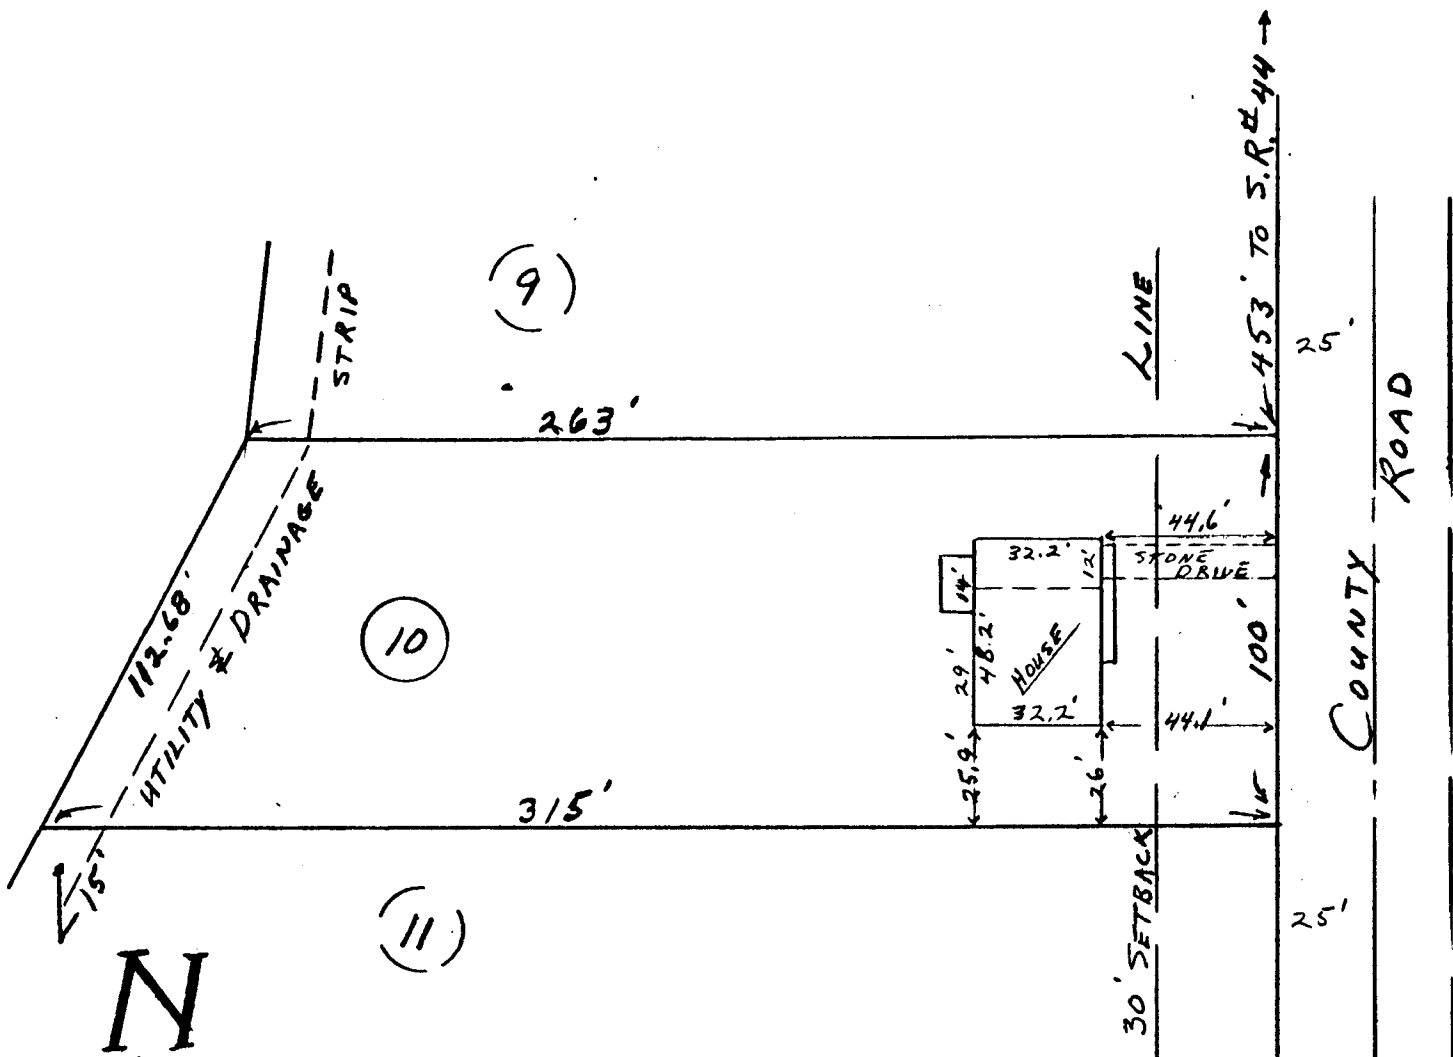 453' TO S.R.# 44
9
STRIP
LINE
25'
263'
ROAD
44.6'
32.2'
12'
STONE
DRIVE
14'
112.68'
UTILITY & DRAINAGE
10
29'
48.2'
HOUSE
100'
COUNTY
32.2'
44.1'
25.9'
26'
315'
15'
11
30' SETBACK
25'
N